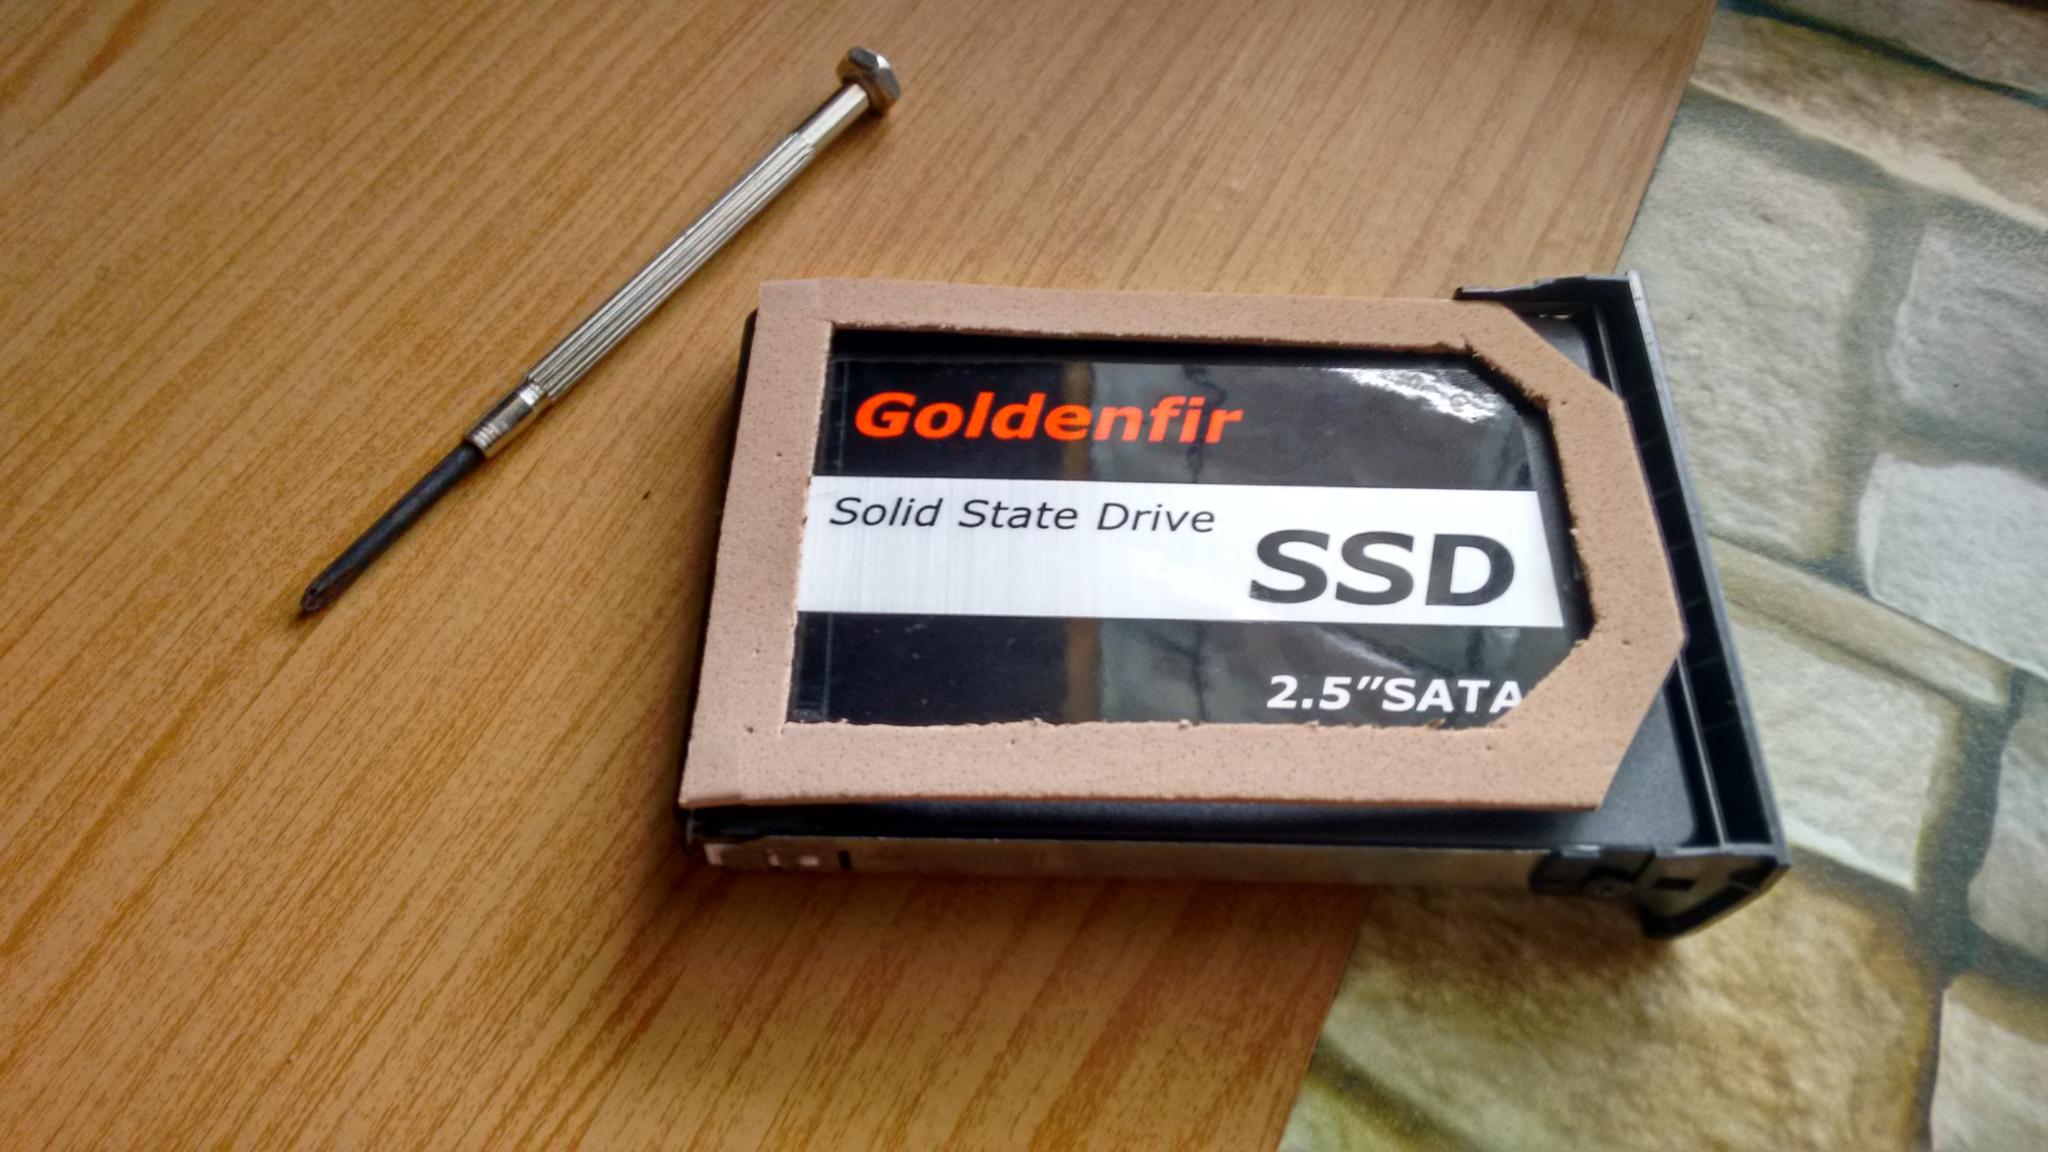 Goldenfir
Solid State Drive
SSD
2.5"SATA